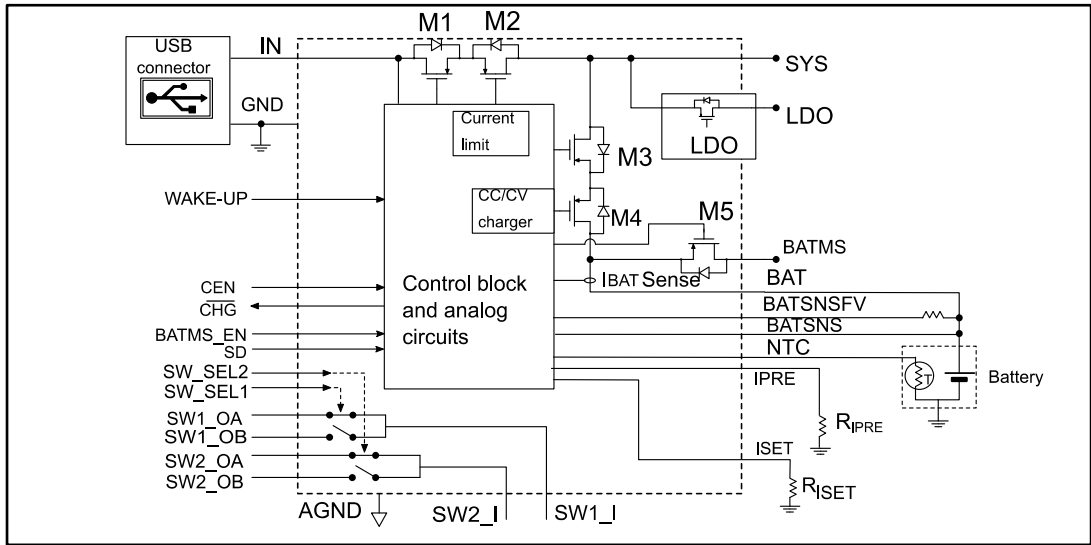 M1
M2
USB
connector
IN
SYS
GND
Current
limit
LDO
LDO
M3
WAKE-UP
CC/CV
charger
M4
M5
BATMS
Control block
and analog
circuits
IBAT Sense
BAT
CEN
CHG
BATSNSFV
BATMS_EN
BATSNS
SD
NTC
SW_SEL2
IPRE
T
Battery
SW_SEL1
SW1_OA
SW1_OB
RIPRE
SW2_OA
ISET
SW2_OB
RISET
AGND
SW2_I
SW1_I